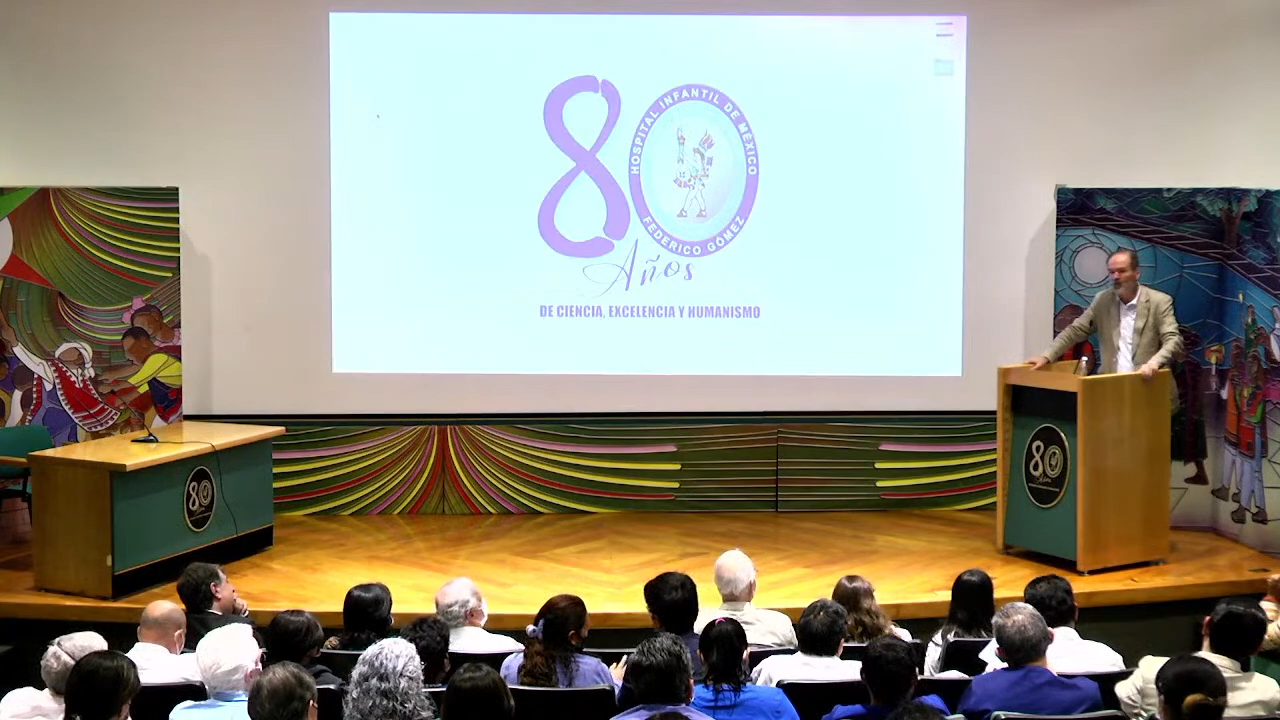 80
HOSPITAL INFANTIL DE MÉXICO
FEDERICO GÓMEZ
Años
DE CIENCIA, EXCELENCIA Y HUMANISMO
80
80